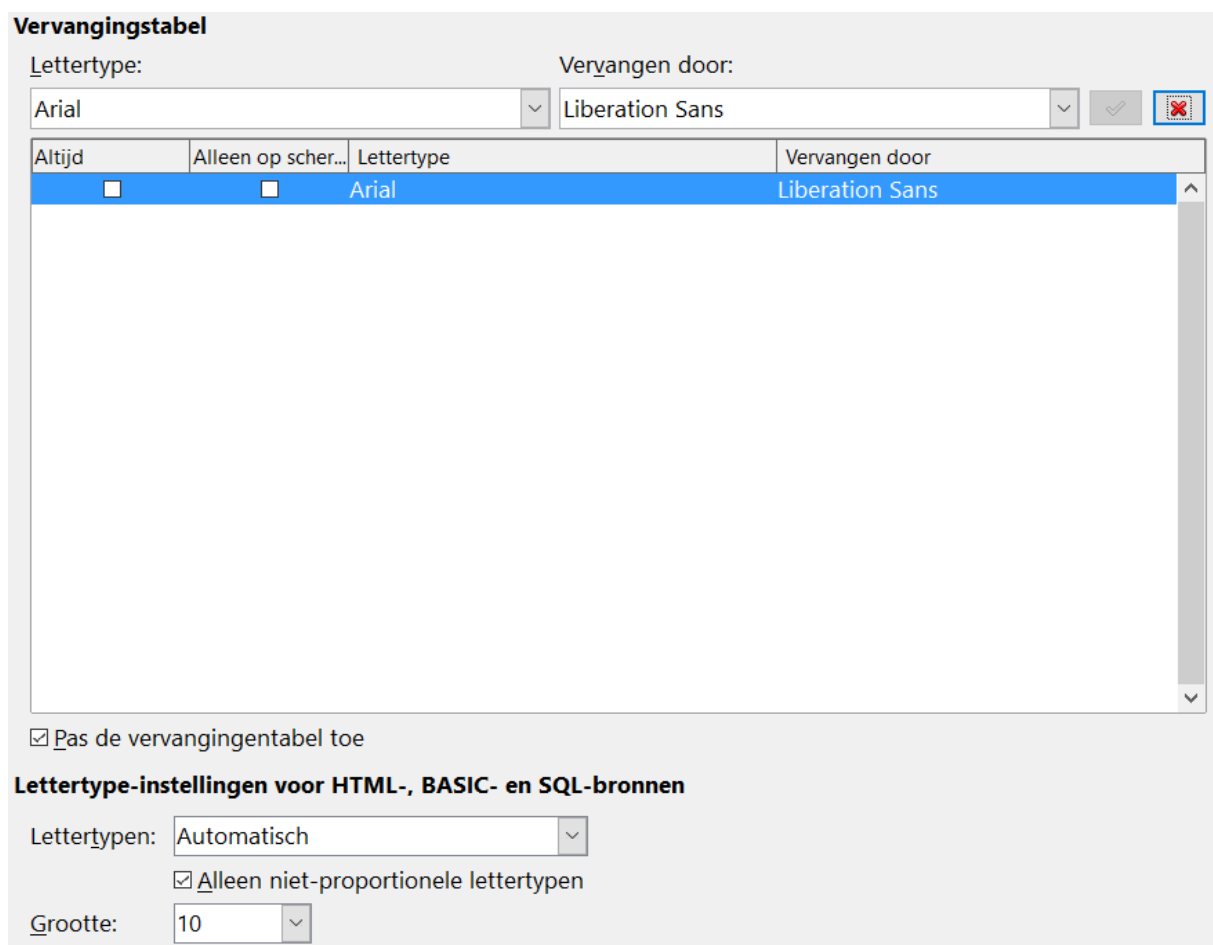 Vervangingstabel
Lettertype: Vervangen door:
Arial Liberation Sans
Altijd Alleen op scher... Lettertype Vervangen door
Arial Liberation Sans
Pas de vervangingentabel toe
Lettertype-instellingen voor HTML-, BASIC- en SQL-bronnen
Lettertypen: Automatisch
Alleen niet-proportionele lettertypen
Grootte: 10